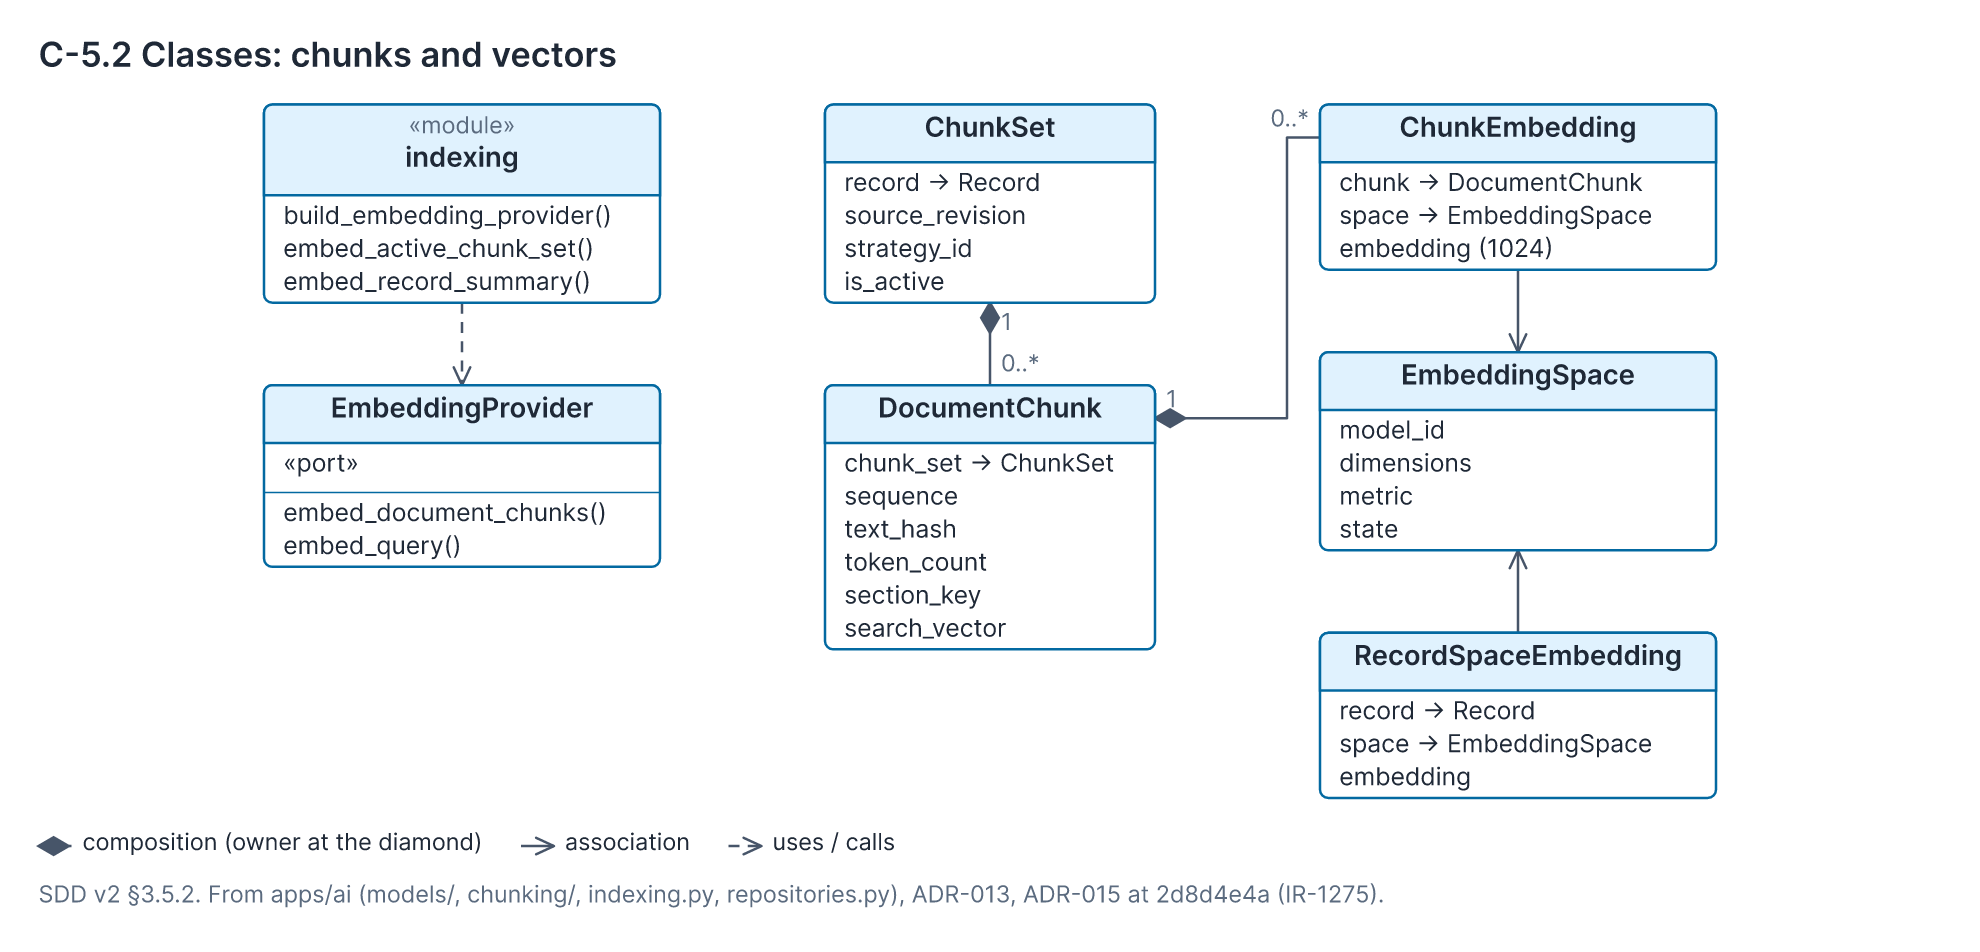 C-5.2 Classes: chunks and vectors
«module»
indexing
build_embedding_provider()
embed_active_chunk_set()
embed_record_summary()
EmbeddingProvider
«port»
embed_document_chunks()
embed_query()
ChunkSet
record → Record
source_revision
strategy_id
is_active
1
0..*
DocumentChunk
chunk_set → ChunkSet
sequence
text_hash
token_count
section_key
search_vector
1
0..*
ChunkEmbedding
chunk → DocumentChunk
space → EmbeddingSpace
embedding (1024)
EmbeddingSpace
model_id
dimensions
metric
state
RecordSpaceEmbedding
record → Record
space → EmbeddingSpace
embedding
composition (owner at the diamond)
association
uses / calls
SDD v2 §3.5.2. From apps/ai (models/, chunking/, indexing.py, repositories.py), ADR-013, ADR-015 at 2d8d4e4a (IR-1275).